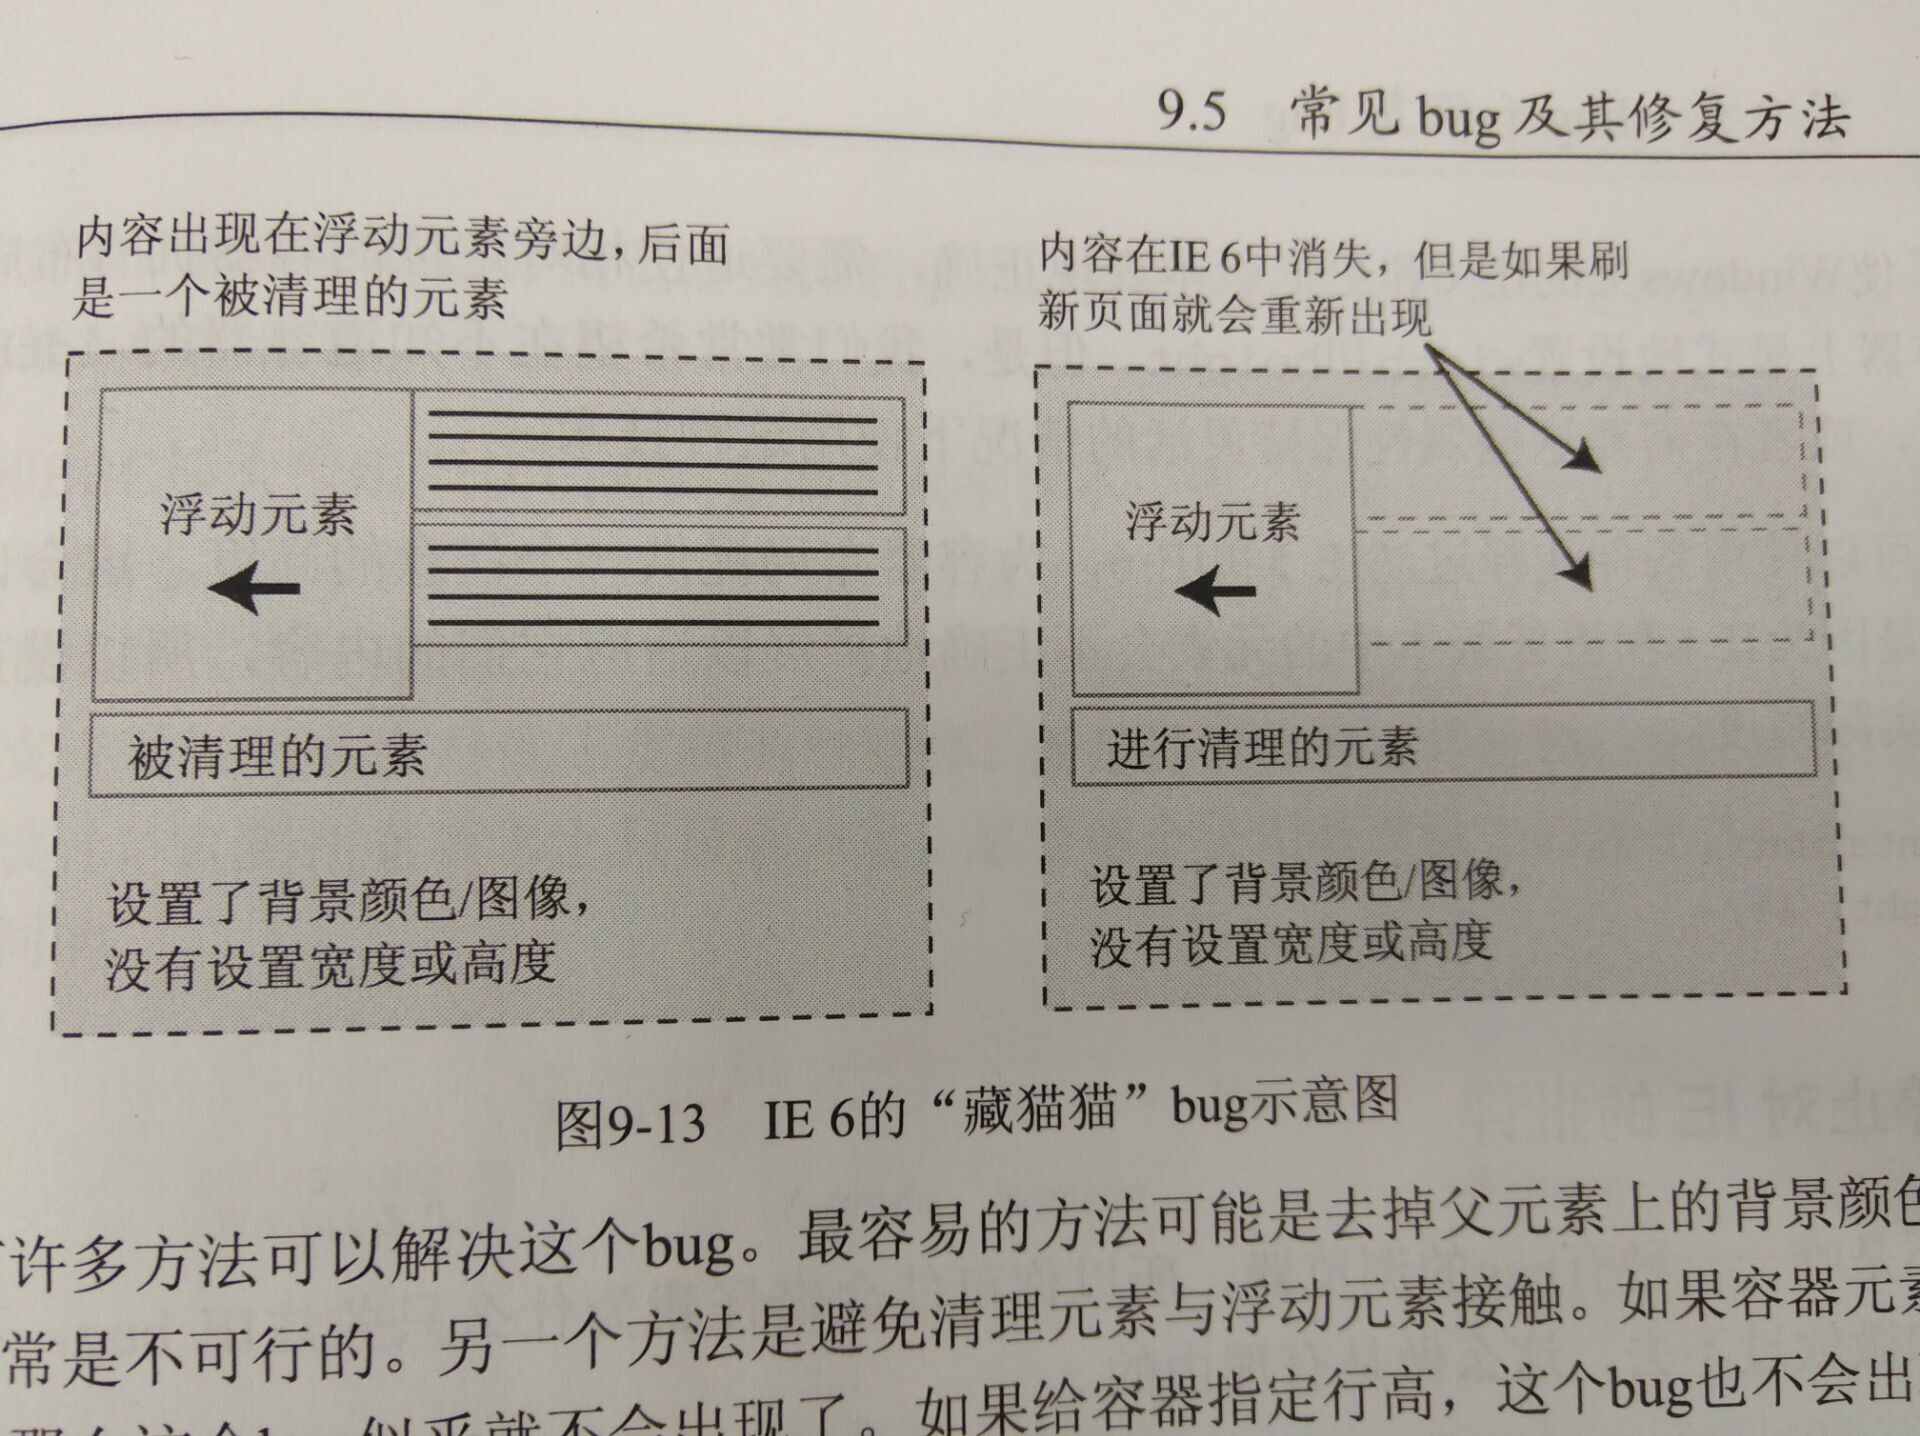 9.5 常见 bug 及其修复方法
内容出现在浮动元素旁边，后面
是一个被清理的元素
浮动元素
被清理的元素
设置了背景颜色/图像，
没有设置宽度或高度
内容在IE 6中消失，但是如果刷
新页面就会重新出现
浮动元素
进行清理的元素
设置了背景颜色/图像，
没有设置宽度或高度
图9-13 IE 6的“藏猫猫”bug示意图
许多方法可以解决这个bug。最容易的方法可能是去掉父元素上的背景颜色
常是不可行的。另一个方法是避免清理元素与浮动元素接触。如果容器元素
似乎就不会出现了。如果给容器指定行高，这个bug也不会出